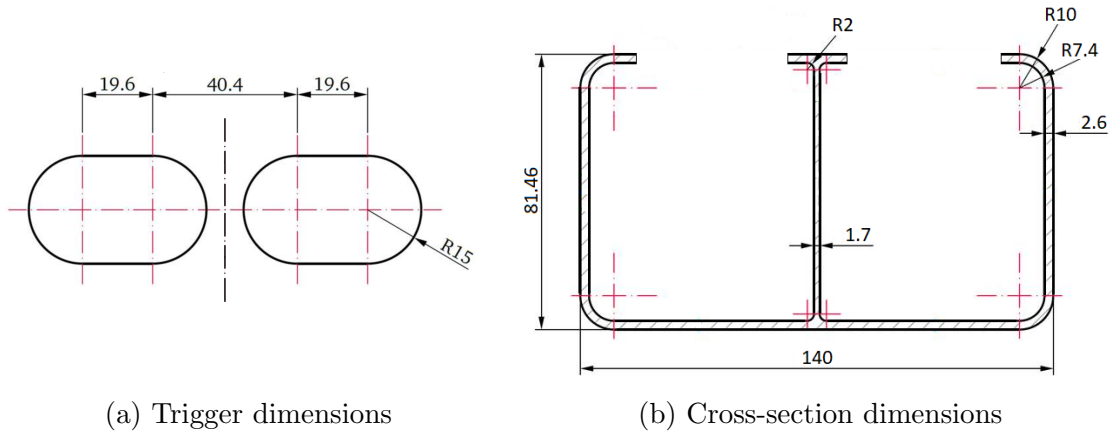 19.6 40.4 19.6
R15
R2
R10
R7.4
2.6
81.46
1.7
140
(a) Trigger dimensions
(b) Cross-section dimensions